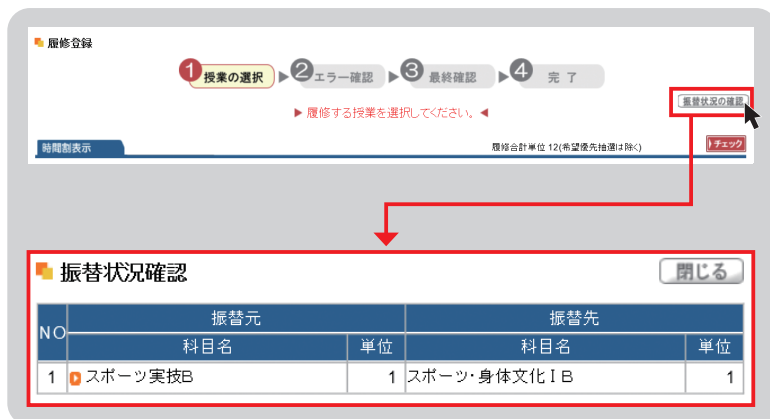 履修登録
1 授業の選択 ▶ 2 エラー確認 ▶ 3 最終確認 ▶ 4 完 了
振替状況の確認
▶ 履修する授業を選択してください。 ◀
時間割表示 履修合計単位 12(希望優先抽選は除く) チェック
振替状況確認 閉じる
NO 振替元 振替先
科目名 単位 科目名 単位
1 スポーツ実技B 1 スポーツ・身体文化ⅠB 1